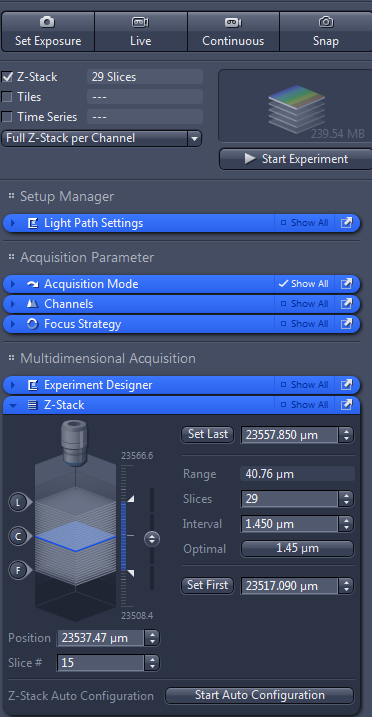 Set Exposure Live Continuous Snap
Z-Stack 29 Slices
Tiles ---
Time Series ---
Full Z-Stack per Channel
239.54 MB
Start Experiment
Setup Manager
Light Path Settings Show All
Acquisition Parameter
Acquisition Mode Show All
Channels Show All
Focus Strategy Show All
Multidimensional Acquisition
Experiment Designer Show All
Z-Stack Show All
Set Last 23557.850 µm
23566.6
Range 40.76 µm
L
Slices 29
Interval 1.450 µm
C
Optimal 1.45 µm
F
Set First 23517.090 µm
23508.4
Position 23537.47 µm
Slice # 15
Z-Stack Auto Configuration Start Auto Configuration